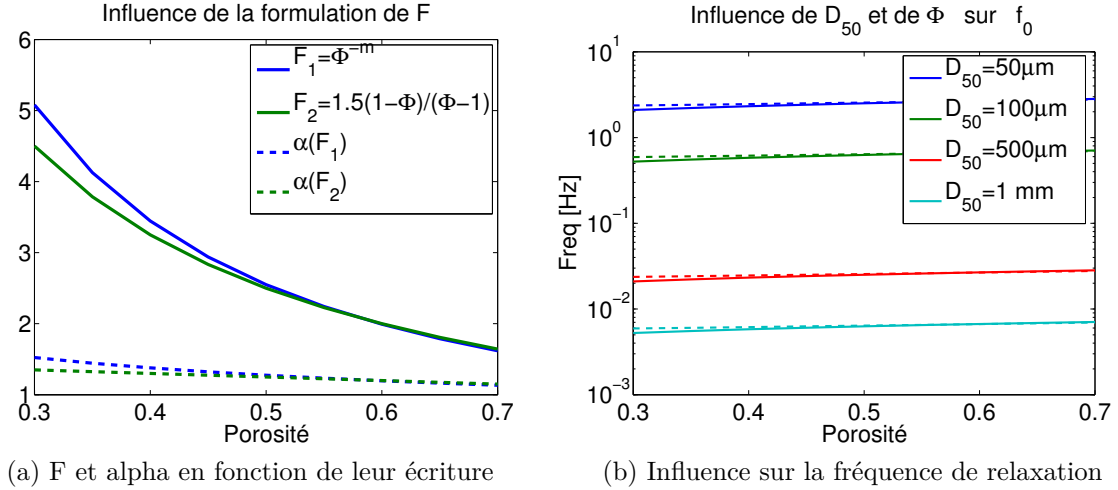 Influence de la formulation de F
6
5
4
3
2
1
0.3 0.4 0.5 0.6 0.7
Porosité
F₁=Φ⁻ᵐ
F₂=1.5(1−Φ)/(Φ−1)
α(F₁)
α(F₂)
(a) F et alpha en fonction de leur écriture
Influence de D₅₀ et de Φ sur f₀
Freq [Hz]
10¹
10⁰
10⁻¹
10⁻²
10⁻³
0.3 0.4 0.5 0.6 0.7
Porosité
D₅₀=50μm
D₅₀=100μm
D₅₀=500μm
D₅₀=1 mm
(b) Influence sur la fréquence de relaxation